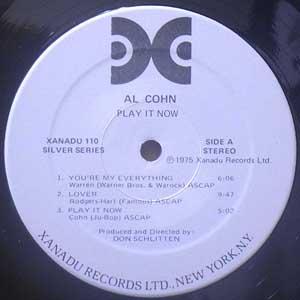 AL COHN
PLAY IT NOW
XANADU 110
SILVER SERIES
SIDE A
STEREO
℗ 1975 Xanadu Records Ltd.
1. YOU'RE MY EVERYTHING 6:06
Warren (Warner Bros. & Warock) ASCAP
2. LOVER 9:47
Rodgers-Hart (Famous) ASCAP
3. PLAY IT NOW 5:02
Cohn (Ju-Bop) ASCAP
Produced and Directed by:
DON SCHLITTEN
XANADU RECORDS LTD., NEW YORK, N.Y.